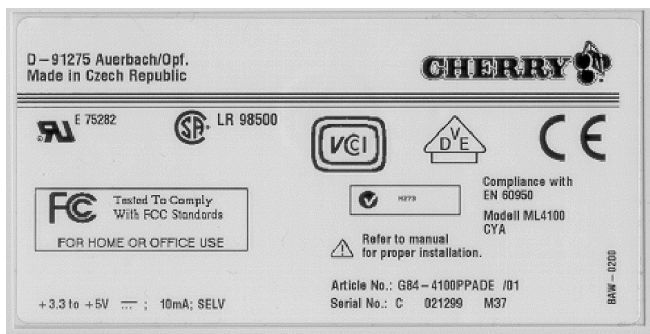 D–91275 Auerbach/Opf.
Made in Czech Republic
CHERRY
E 75282
LR 98500
VCCI
DVE
CE
FC Tested To Comply
With FCC Standards
FOR HOME OR OFFICE USE
N273
Compliance with
EN 60950
Modell ML4100
CYA
Refer to manual
for proper installation.
BAW–0200
+3.3 to +5V ; 10mA; SELV
Article No.: G84–4100PPADE /01
Serial No.: C 021299 M37